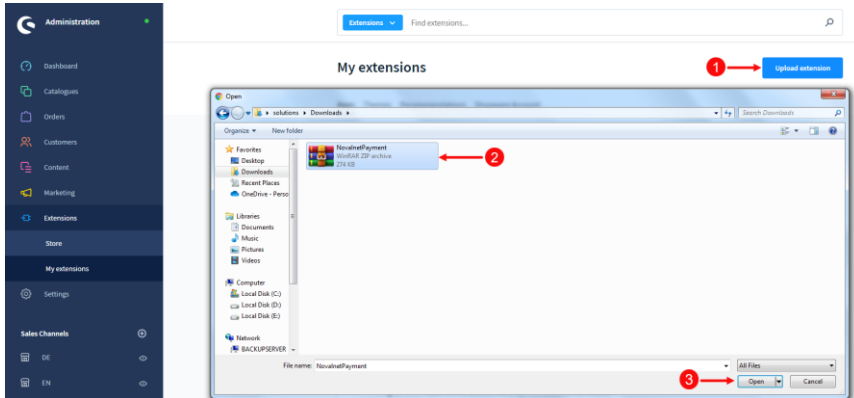 Administration
Extensions
Find extensions...
Dashboard
My extensions
1
Upload extension
Catalogues
Open
Orders
solutions
Downloads
Search Downloads
Organize
New folder
Customers
Favorites
NovalnetPayment
Desktop
WinRAR ZIP archive
2
Content
Downloads
274 KB
Recent Places
Marketing
OneDrive - Perso
Extensions
Libraries
Documents
Store
Music
Pictures
Videos
My extensions
Computer
Settings
Local Disk (C:)
Local Disk (D:)
Local Disk (E:)
Sales Channels
Network
BACKUPSERVER
DE
File name: NovalnetPayment
All Files
EN
3
Open
Cancel